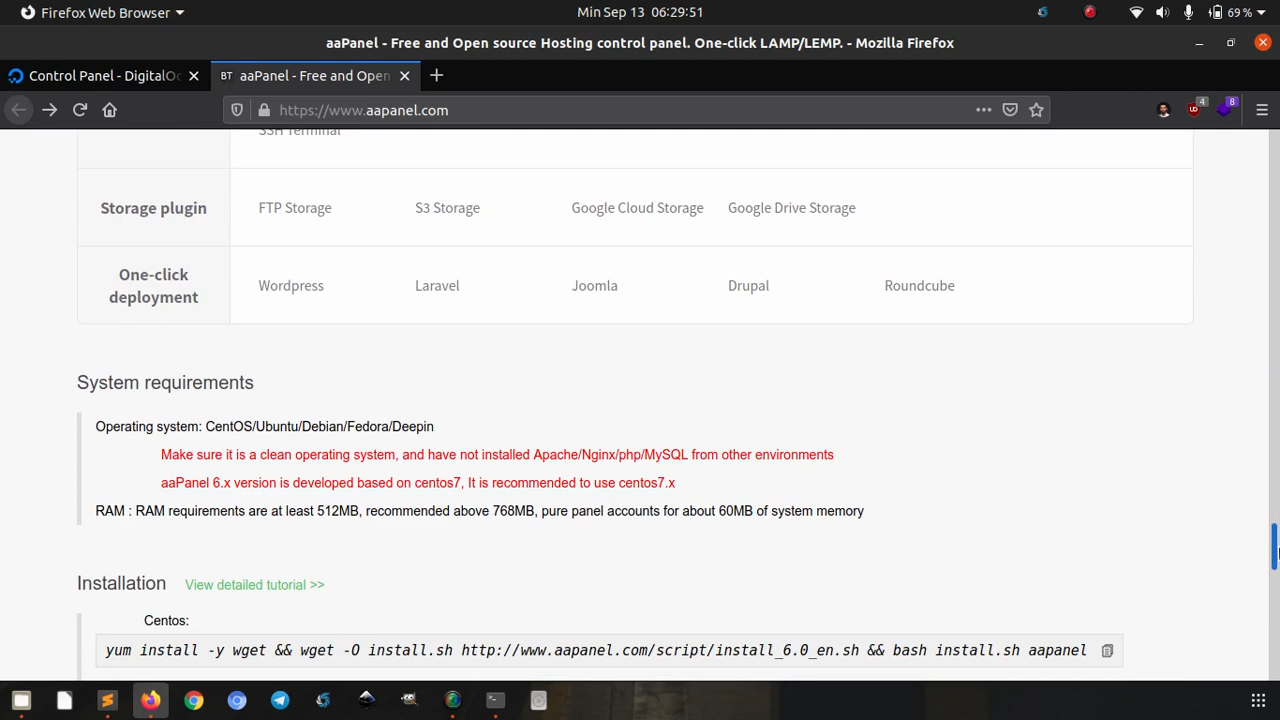 Firefox Web Browser
Min Sep 13 06:29:51
69 %
aaPanel - Free and Open source Hosting control panel. One-click LAMP/LEMP. - Mozilla Firefox
Control Panel - DigitalOc
BT aaPanel - Free and Open
https://www.aapanel.com
4
8
SSH Terminal
Storage plugin
FTP Storage
S3 Storage
Google Cloud Storage
Google Drive Storage
One-click
deployment
Wordpress
Laravel
Joomla
Drupal
Roundcube
System requirements
Operating system: CentOS/Ubuntu/Debian/Fedora/Deepin
Make sure it is a clean operating system, and have not installed Apache/Nginx/php/MySQL from other environments
aaPanel 6.x version is developed based on centos7, It is recommended to use centos7.x
RAM : RAM requirements are at least 512MB, recommended above 768MB, pure panel accounts for about 60MB of system memory
Installation
View detailed tutorial >>
Centos:
yum install -y wget && wget -O install.sh http://www.aapanel.com/script/install_6.0_en.sh && bash install.sh aapanel